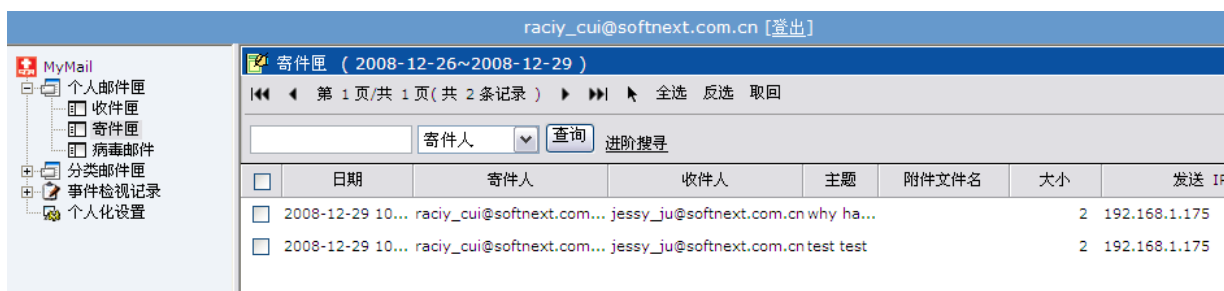 raciy_cui@softnext.com.cn [登出]
MyMail
个人邮件匣
收件匣
寄件匣
病毒邮件
分类邮件匣
事件检视记录
个人化设置
寄件匣 ( 2008-12-26~2008-12-29 )
第 1 页/共 1 页( 共 2 条记录 ) 全选 反选 取回
寄件人 查询 进阶搜寻
日期 寄件人 收件人 主题 附件文件名 大小 发送 IP
2008-12-29 10... raciy_cui@softnext.com... jessy_ju@softnext.com.cn why ha... 2 192.168.1.175
2008-12-29 10... raciy_cui@softnext.com... jessy_ju@softnext.com.cn test test 2 192.168.1.175